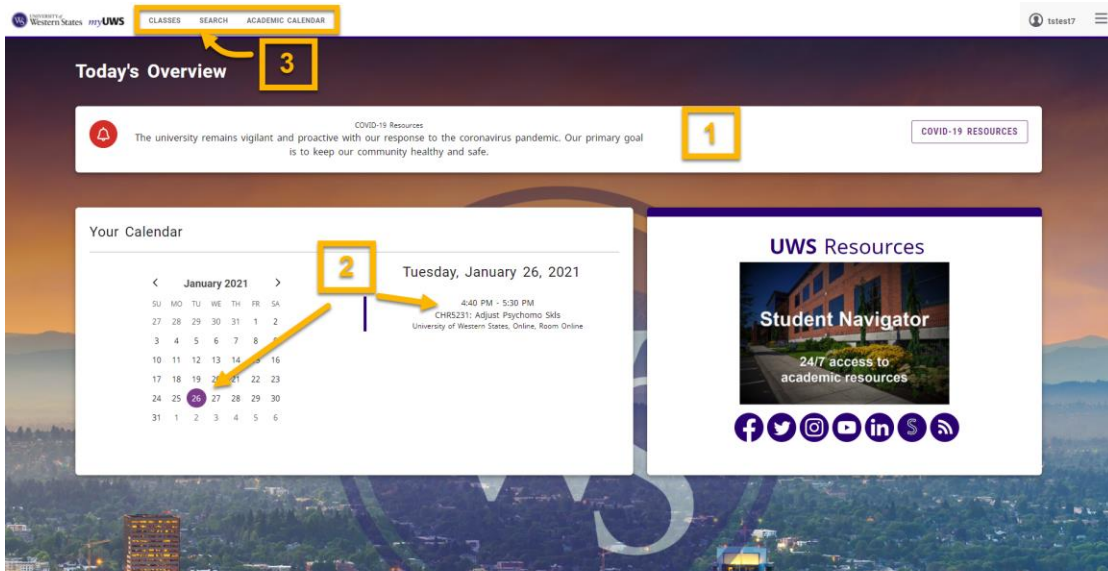 UNIVERSITY of
Western States myUWS CLASSES SEARCH ACADEMIC CALENDAR tstest7
3
Today's Overview
COVID-19 Resources
The university remains vigilant and proactive with our response to the coronavirus pandemic. Our primary goal
is to keep our community healthy and safe.
1
COVID-19 RESOURCES
Your Calendar
2
January 2021
SU MO TU WE TH FR SA
27 28 29 30 31 1 2
3 4 5 6 7 8
10 11 12 13 14 15 16
17 18 19 20 21 22 23
24 25 26 27 28 29 30
31 1 2 3 4 5 6
Tuesday, January 26, 2021
4:40 PM - 5:30 PM
CHR5231: Adjust Psychomo Skls
University of Western States, Online, Room Online
UWS Resources
Student Navigator
24/7 access to
academic resources